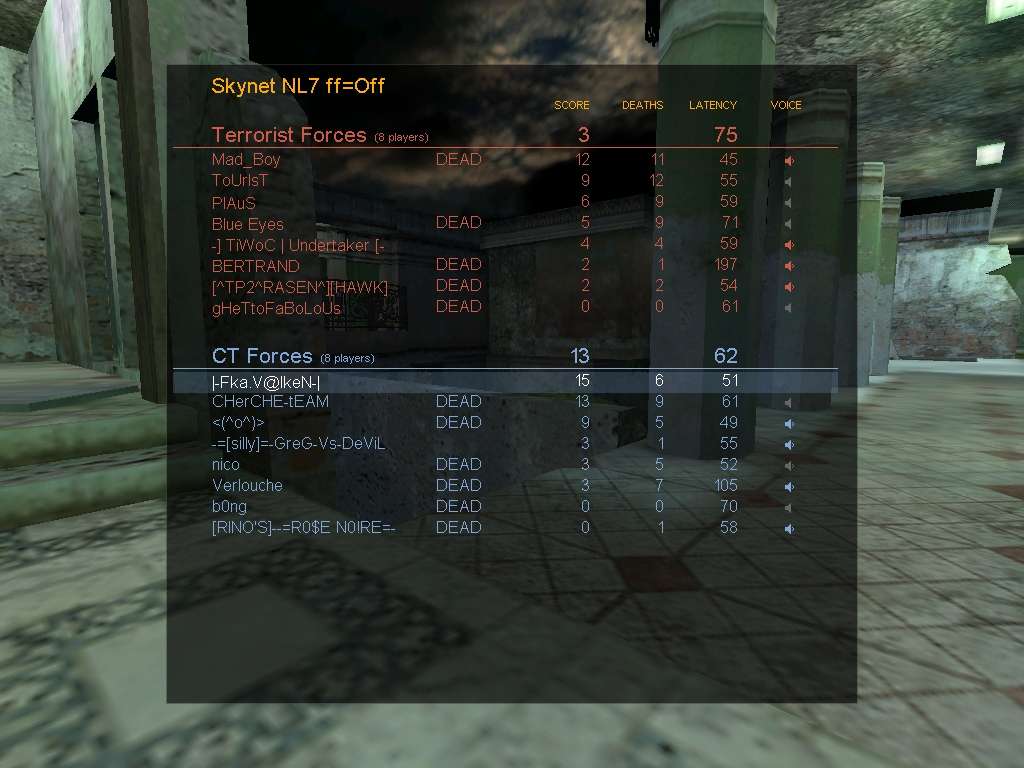 Skynet NL7 ff=Off
SCORE DEATHS LATENCY VOICE
Terrorist Forces (8 players) 3 75
Mad_Boy DEAD 12 11 45
ToUrIsT 9 12 55
PlAuS 6 9 59
Blue Eyes DEAD 5 9 71
-] TiWoC | Undertaker [- 4 4 59
BERTRAND DEAD 2 1 197
[^TP2^RASEN^][HAWK] DEAD 2 2 54
gHeTtoFaBoLoUs DEAD 0 0 61
CT Forces (8 players) 13 62
|-Fka.V@lkeN-| 15 6 51
CHerCHE-tEAM DEAD 13 9 61
<(^o^)> DEAD 9 5 49
-=[silly]=-GreG-Vs-DeViL 3 1 55
nico DEAD 3 5 52
Verlouche DEAD 3 7 105
b0ng DEAD 0 0 70
[RINO'S]--=R0$E N0IRE=- DEAD 0 1 58